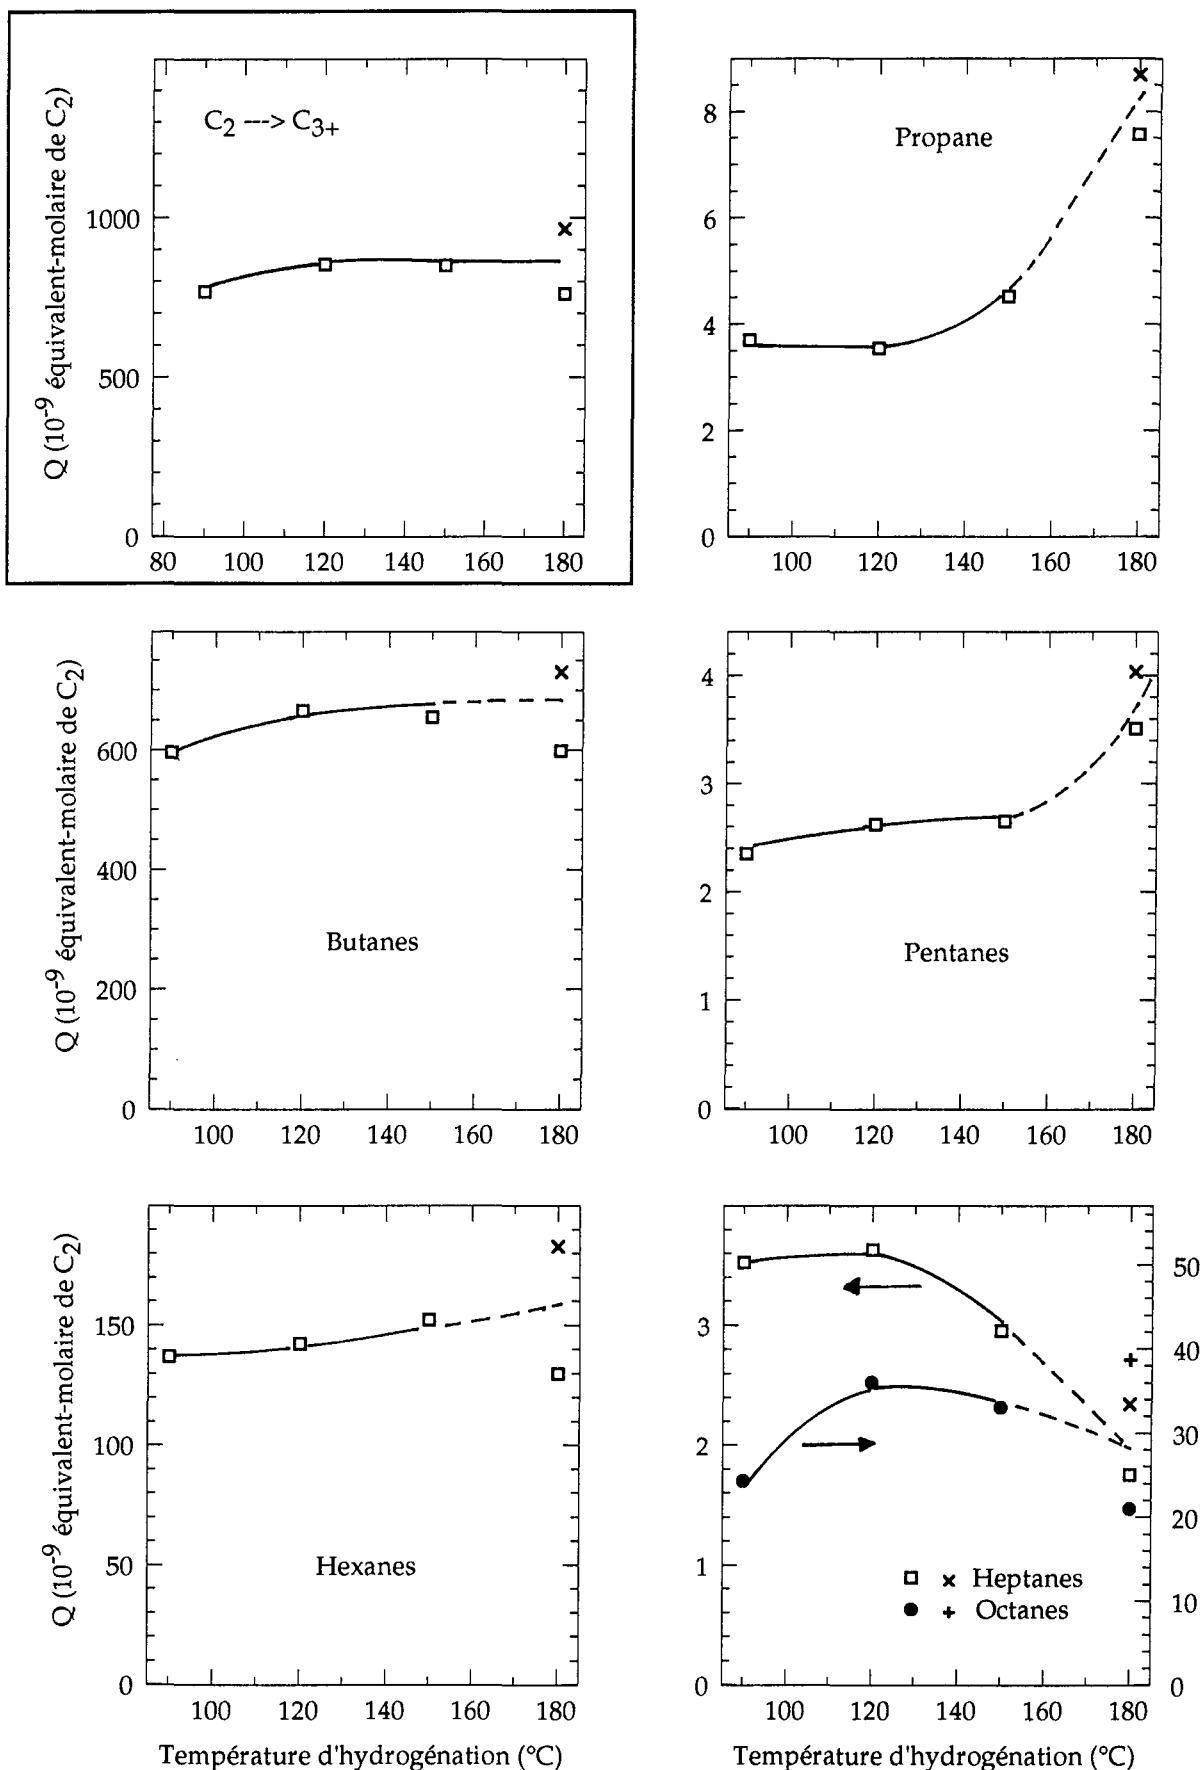 Q (10⁻⁹ équivalent-molaire de C₂)
C₂ ---> C₃₊
1000
500
0
80 100 120 140 160 180
Propane
8
6
4
2
0
100 120 140 160 180
Q (10⁻⁹ équivalent-molaire de C₂)
600
400
200
0
Butanes
100 120 140 160 180
4
3
2
1
0
Pentanes
100 120 140 160 180
Q (10⁻⁹ équivalent-molaire de C₂)
150
100
50
0
Hexanes
100 120 140 160 180
Température d'hydrogénation (°C)
3
2
1
0
50
40
30
20
10
0
Heptanes
Octanes
100 120 140 160 180
Température d'hydrogénation (°C)